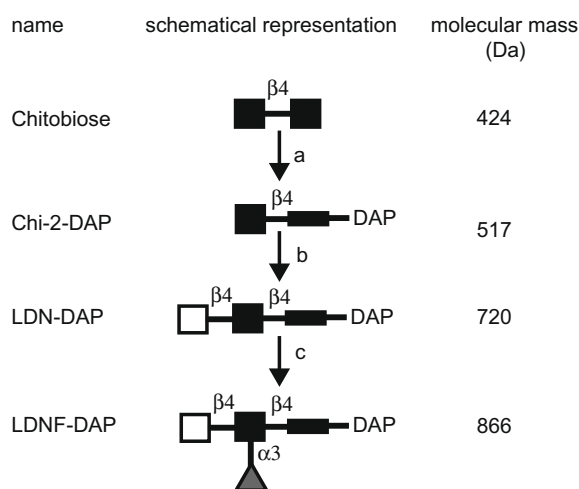 name schematical representation molecular mass
(Da)
β4
Chitobiose 424
a
β4
Chi-2-DAP DAP 517
b
β4 β4
LDN-DAP DAP 720
c
β4 β4
LDNF-DAP DAP 866
α3